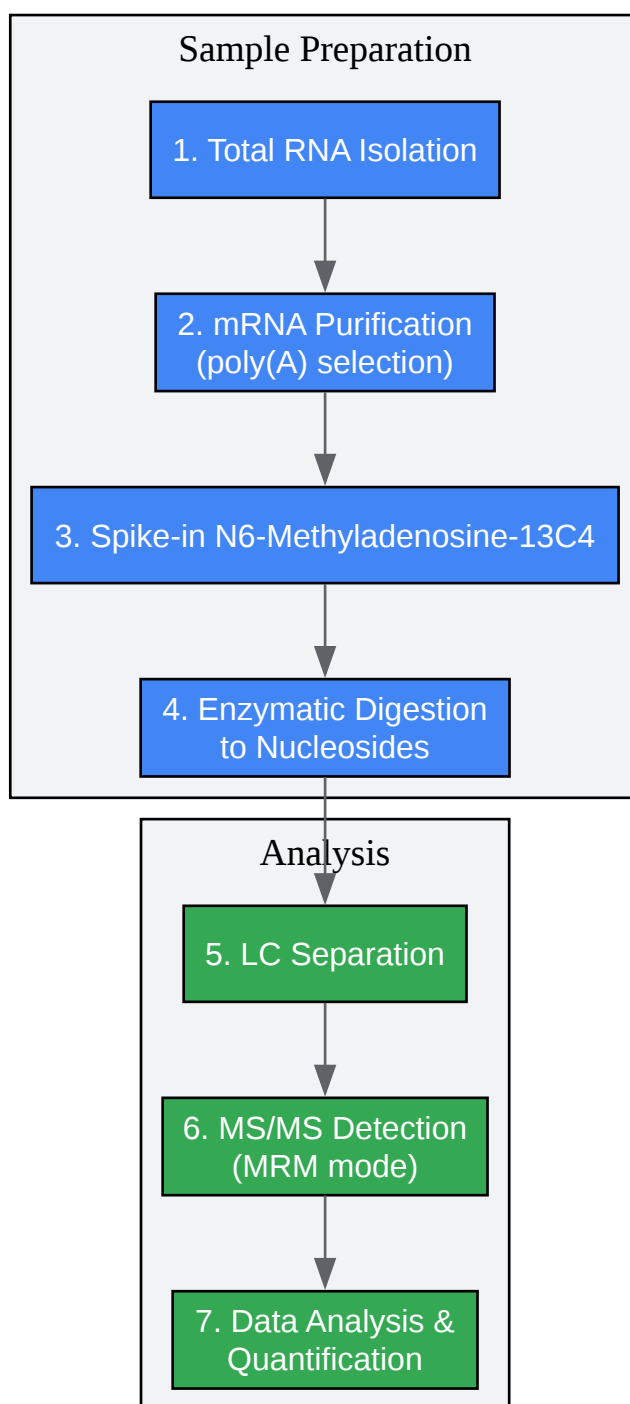 Sample Preparation
1. Total RNA Isolation
2. mRNA Purification
(poly(A) selection)
3. Spike-in N6-Methyladenosine-13C4
4. Enzymatic Digestion
to Nucleosides
Analysis
5. LC Separation
6. MS/MS Detection
(MRM mode)
7. Data Analysis &
Quantification